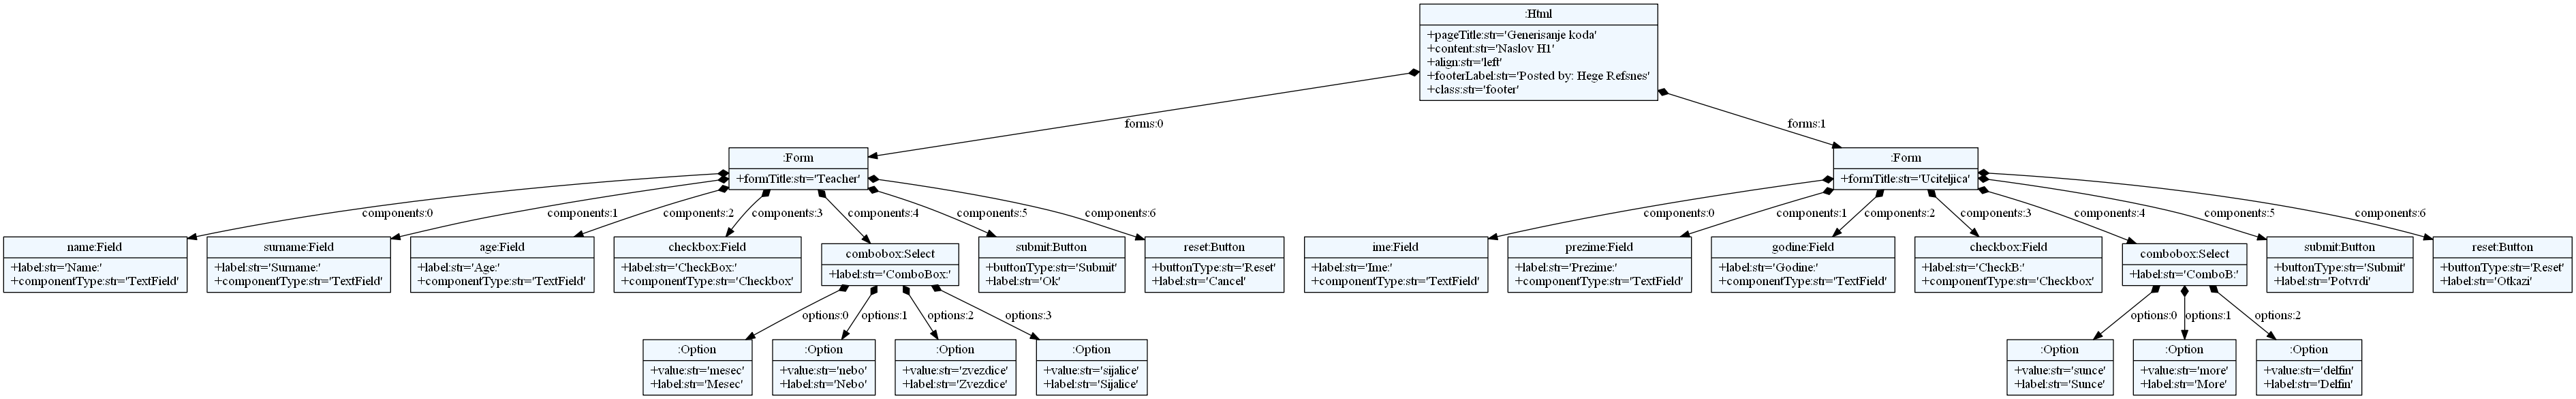 :Html
+pageTitle:str='Generisanje koda'
+content:str='Naslov H1'
+align:str='left'
+footerLabel:str='Posted by: Hege Refsnes'
+class:str='footer'
forms:0
forms:1
:Form
+formTitle:str='Teacher'
:Form
+formTitle:str='Uciteljica'
components:0
components:1
components:2
components:3
components:4
components:5
components:6
components:0
components:1
components:2
components:3
components:4
components:5
components:6
name:Field
+label:str='Name:'
+componentType:str='TextField'
surname:Field
+label:str='Surname:'
+componentType:str='TextField'
age:Field
+label:str='Age:'
+componentType:str='TextField'
checkbox:Field
+label:str='CheckBox:'
+componentType:str='Checkbox'
combobox:Select
+label:str='ComboBox:'
submit:Button
+buttonType:str='Submit'
+label:str='Ok'
reset:Button
+buttonType:str='Reset'
+label:str='Cancel'
ime:Field
+label:str='Ime:'
+componentType:str='TextField'
prezime:Field
+label:str='Prezime:'
+componentType:str='TextField'
godine:Field
+label:str='Godine:'
+componentType:str='TextField'
checkbox:Field
+label:str='CheckB:'
+componentType:str='Checkbox'
combobox:Select
+label:str='ComboB:'
submit:Button
+buttonType:str='Submit'
+label:str='Potvrdi'
reset:Button
+buttonType:str='Reset'
+label:str='Otkazi'
options:0
options:1
options:2
options:3
options:0
options:1
options:2
:Option
+value:str='mesec'
+label:str='Mesec'
:Option
+value:str='nebo'
+label:str='Nebo'
:Option
+value:str='zvezdice'
+label:str='Zvezdice'
:Option
+value:str='sijalice'
+label:str='Sijalice'
:Option
+value:str='sunce'
+label:str='Sunce'
:Option
+value:str='more'
+label:str='More'
:Option
+value:str='delfin'
+label:str='Delfin'